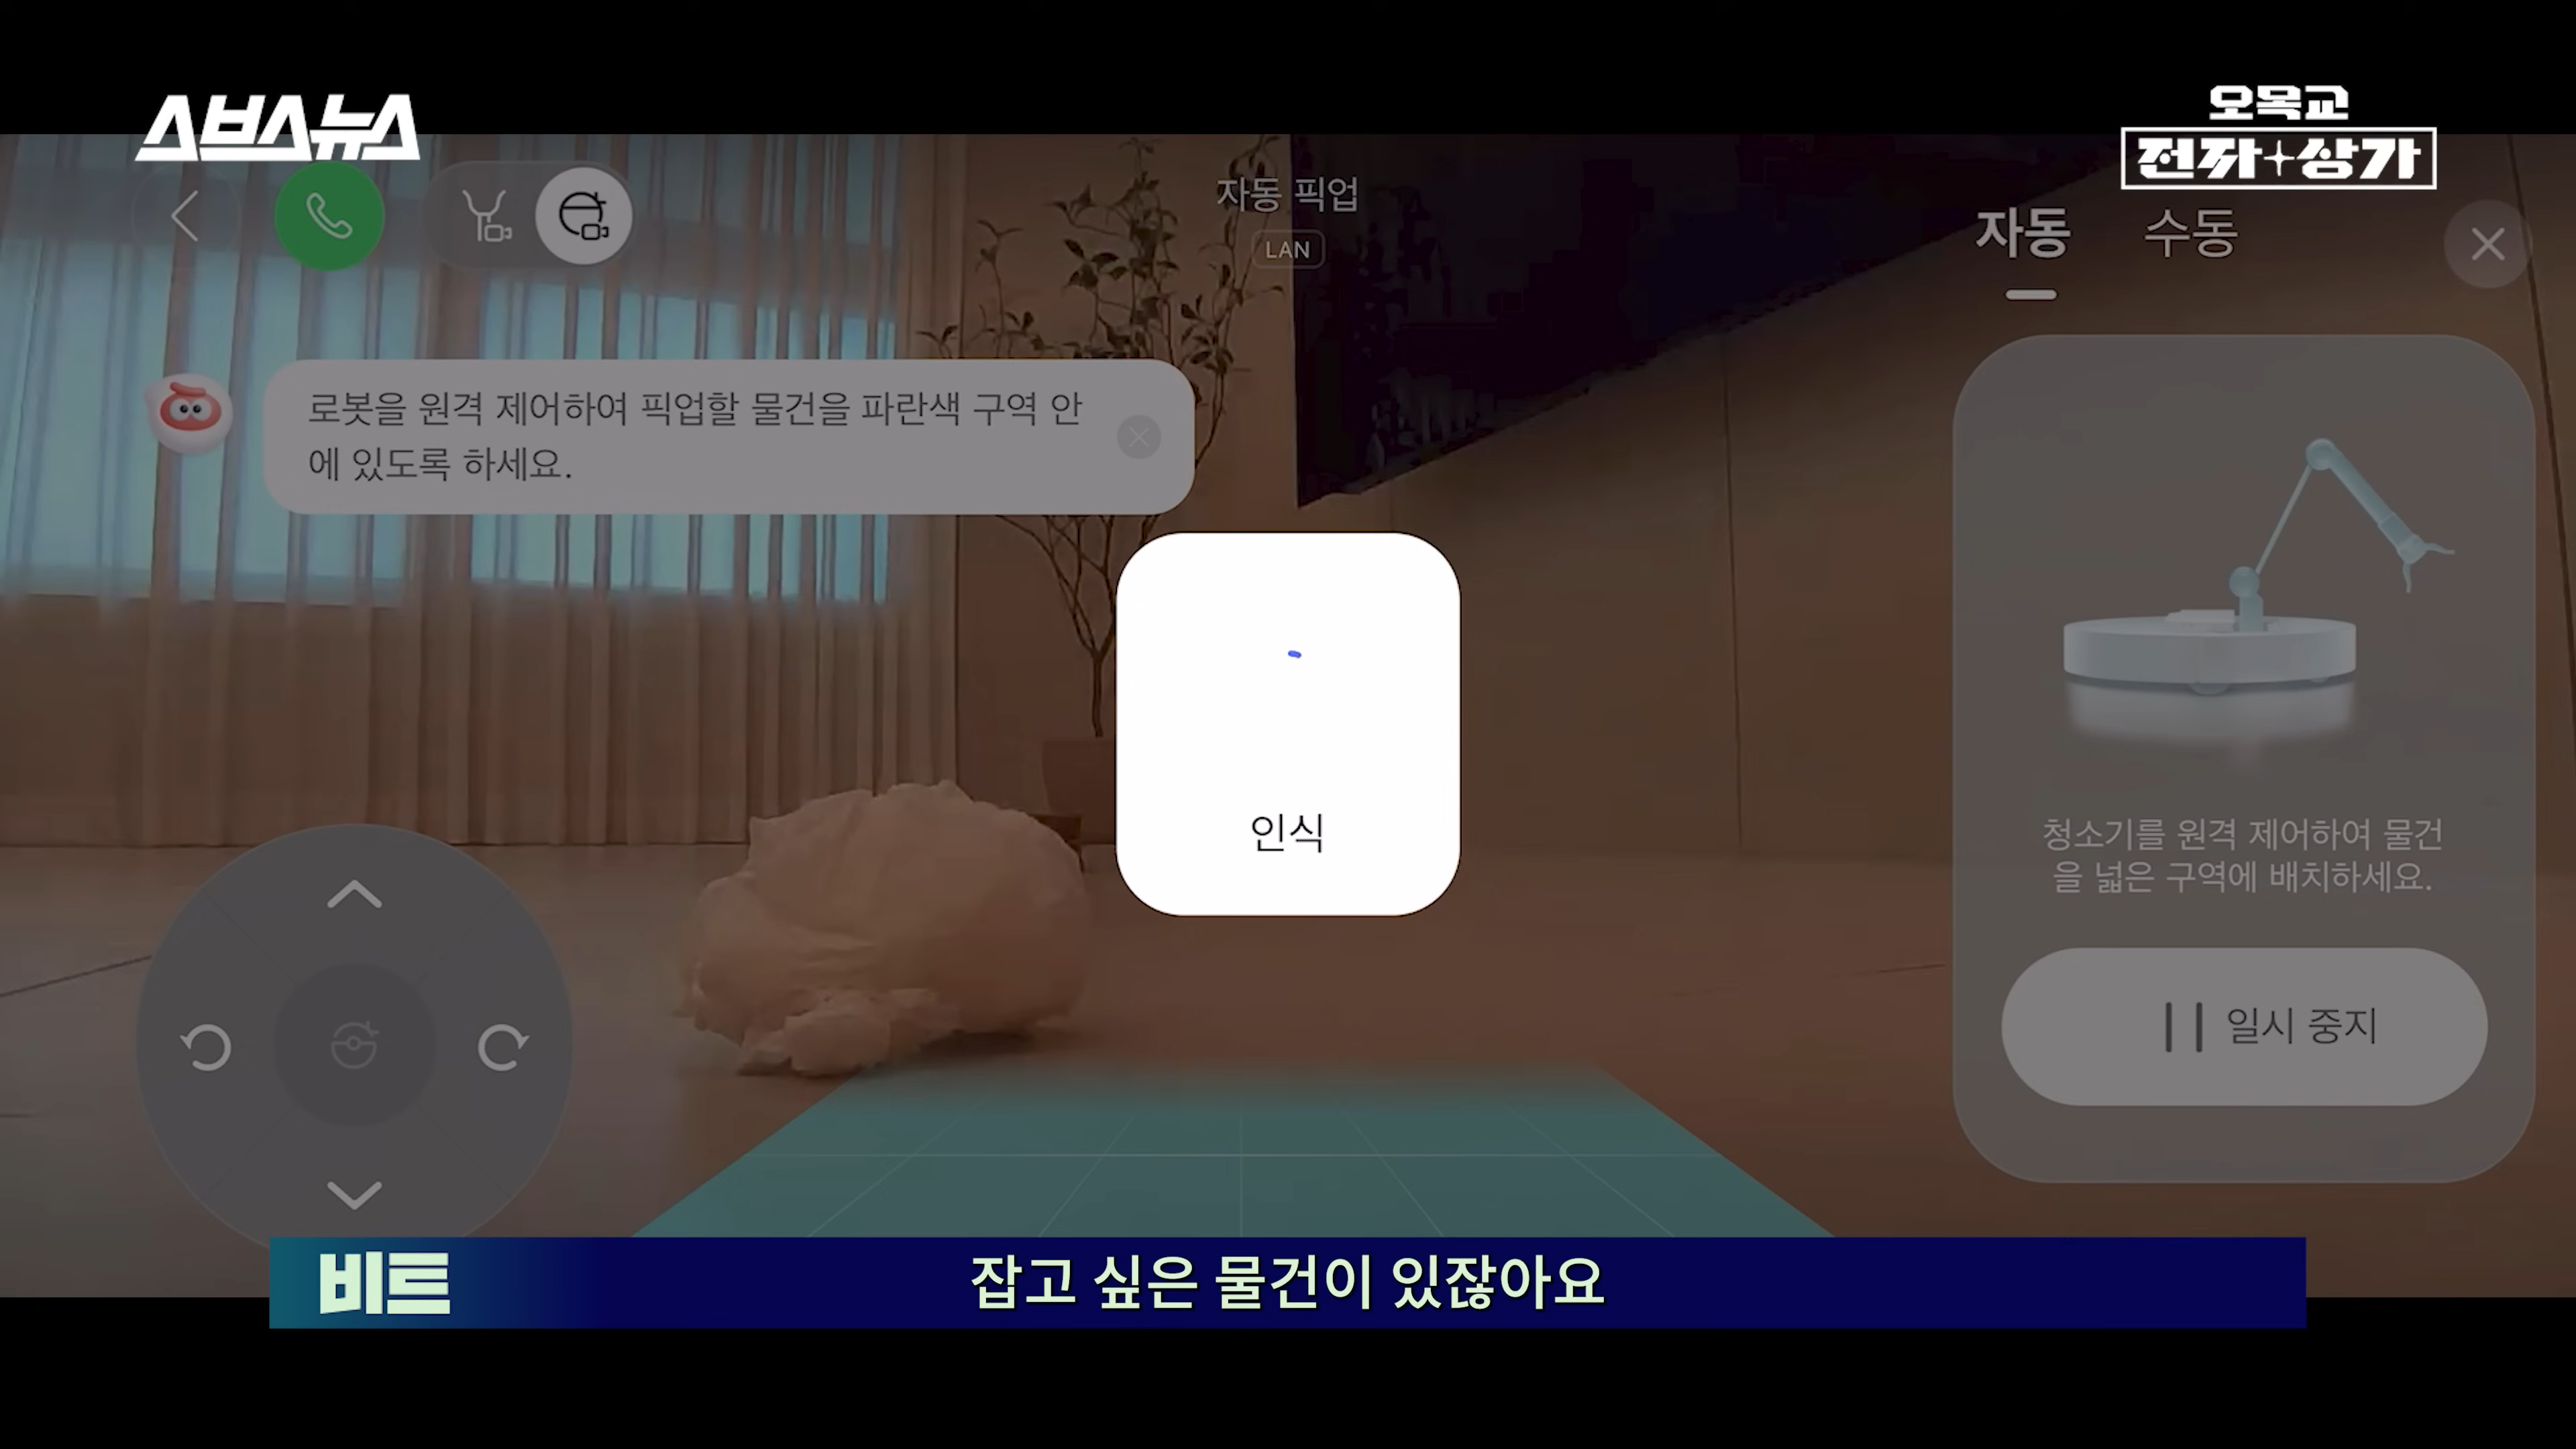 스브스뉴스
오목교
전자+상가
자동 픽업
LAN
자동 수동
로봇을 원격 제어하여 픽업할 물건을 파란색 구역 안
에 있도록 하세요.
인식
청소기를 원격 제어하여 물건
을 넓은 구역에 배치하세요.
일시 중지
비트
잡고 싶은 물건이 있잖아요